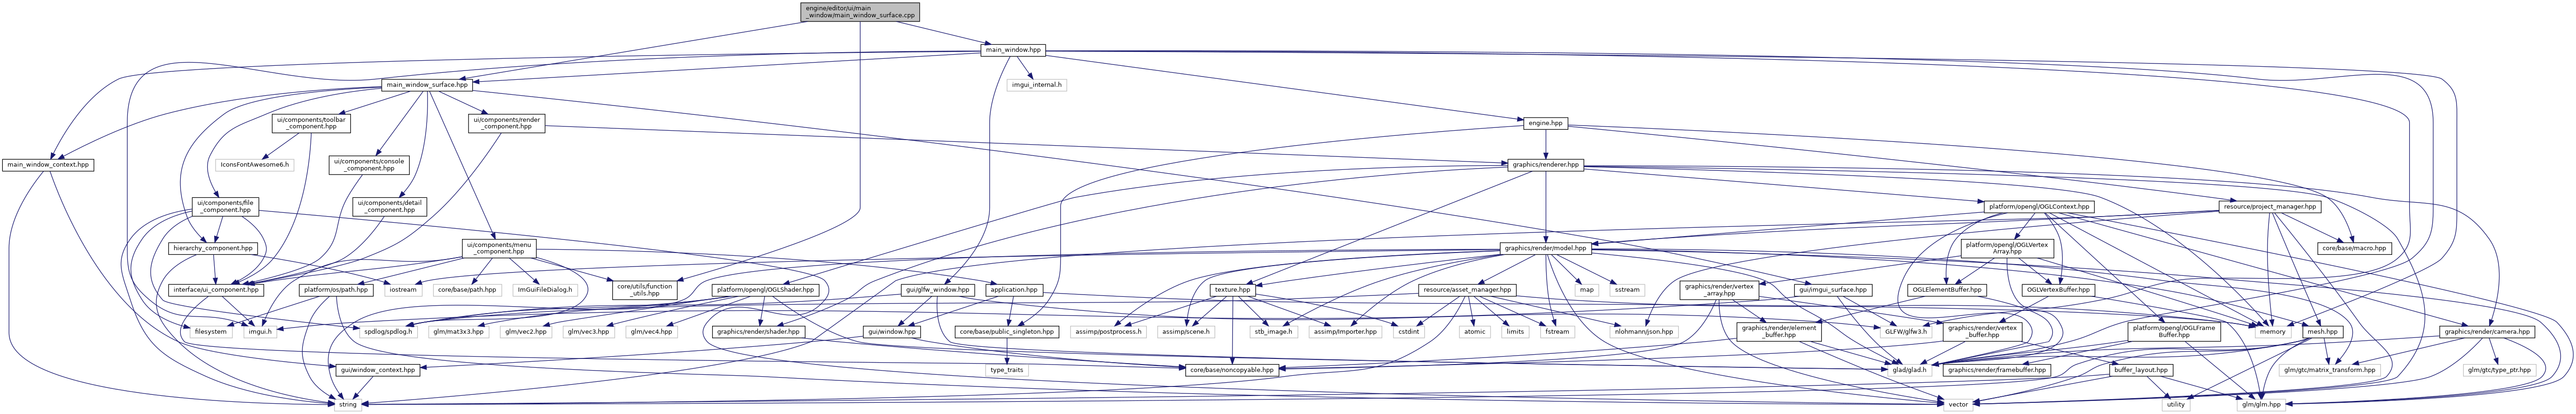 engine/editor/ui/main
_window/main_window_surface.cpp
main_window.hpp
main_window_surface.hpp
imgui_internal.h
ui/components/toolbar
_component.hpp
ui/components/render
_component.hpp
engine.hpp
main_window_context.hpp
IconsFontAwesome6.h
ui/components/console
_component.hpp
graphics/renderer.hpp
ui/components/file
_component.hpp
ui/components/detail
_component.hpp
platform/opengl/OGLContext.hpp
resource/project_manager.hpp
hierarchy_component.hpp
ui/components/menu
_component.hpp
graphics/render/model.hpp
platform/opengl/OGLVertex
Array.hpp
core/base/macro.hpp
interface/ui_component.hpp
platform/os/path.hpp
iostream
core/base/path.hpp
ImGuiFileDialog.h
core/utils/function
_utils.hpp
platform/opengl/OGLShader.hpp
gui/glfw_window.hpp
application.hpp
texture.hpp
resource/asset_manager.hpp
map
sstream
gui/imgui_surface.hpp
graphics/render/vertex
_array.hpp
OGLElementBuffer.hpp
OGLVertexBuffer.hpp
filesystem
imgui.h
spdlog/spdlog.h
glm/mat3x3.hpp
glm/vec2.hpp
glm/vec3.hpp
glm/vec4.hpp
graphics/render/shader.hpp
gui/window.hpp
core/base/public_singleton.hpp
assimp/postprocess.h
assimp/scene.h
stb_image.h
assimp/Importer.hpp
cstdint
atomic
limits
fstream
nlohmann/json.hpp
graphics/render/element
_buffer.hpp
GLFW/glfw3.h
graphics/render/vertex
_buffer.hpp
platform/opengl/OGLFrame
Buffer.hpp
memory
mesh.hpp
graphics/render/camera.hpp
gui/window_context.hpp
type_traits
core/base/noncopyable.hpp
glad/glad.h
graphics/render/framebuffer.hpp
buffer_layout.hpp
glm/gtc/matrix_transform.hpp
glm/gtc/type_ptr.hpp
string
vector
utility
glm/glm.hpp